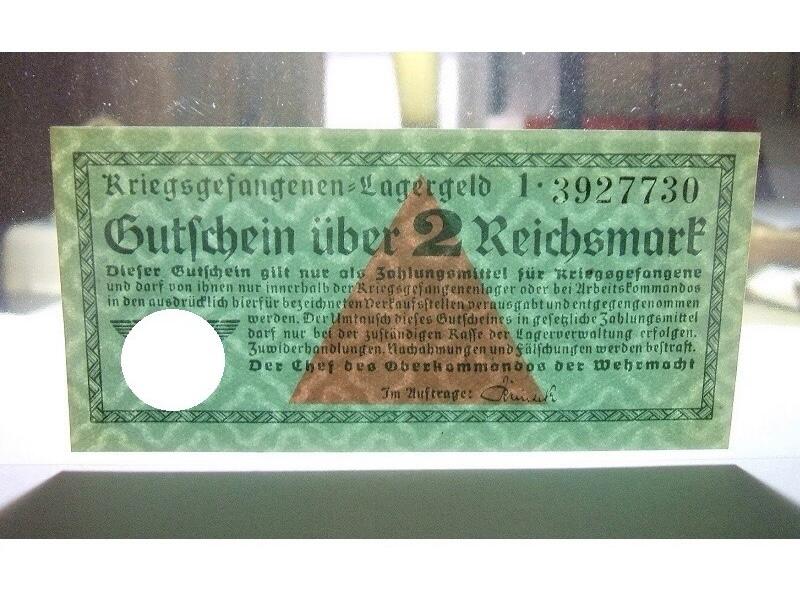 Kriegsgefangenen-Lagergeld 1·3927730
Gutschein über 2 Reichsmark
Dieser Gutschein gilt nur als Zahlungsmittel für Kriegsgefangene
und darf von ihnen nur innerhalb der Kriegsgefangenenlager oder bei Arbeitskommandos
in den ausdrücklich hierfür bezeichneten Verkaufsstellen verausgabt und entgegengenommen
werden. Der Umtausch dieses Gutscheines in gesetzliche Zahlungsmittel
darf nur bei der zuständigen Kasse der Lagerverwaltung erfolgen.
Zuwiderhandlungen, Nachahmungen und Fälschungen werden bestraft.
Der Chef des Oberkommandos der Wehrmacht
Im Auftrage: